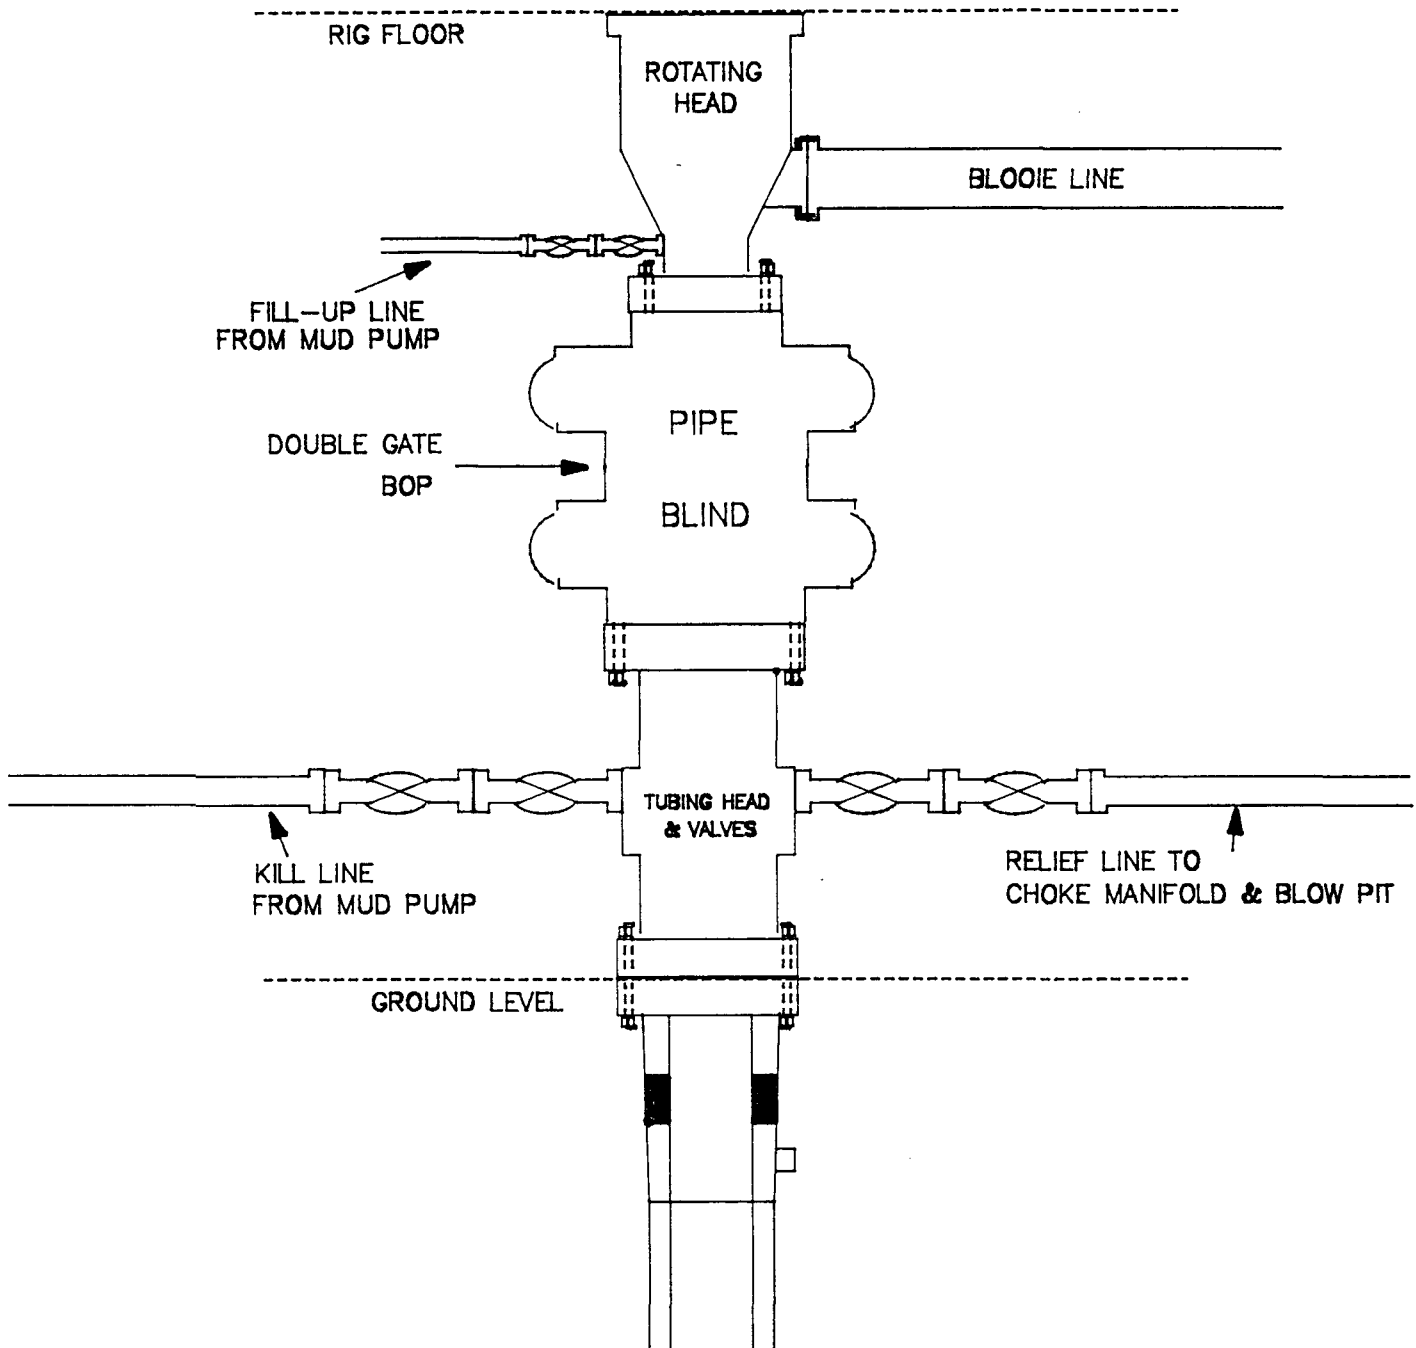 RIG FLOOR
ROTATING
HEAD
BLOOIE LINE
FILL-UP LINE
FROM MUD PUMP
PIPE
DOUBLE GATE
BOP
BLIND
TUBING HEAD
& VALVES
KILL LINE
FROM MUD PUMP
RELIEF LINE TO
CHOKE MANIFOLD & BLOW PIT
GROUND LEVEL